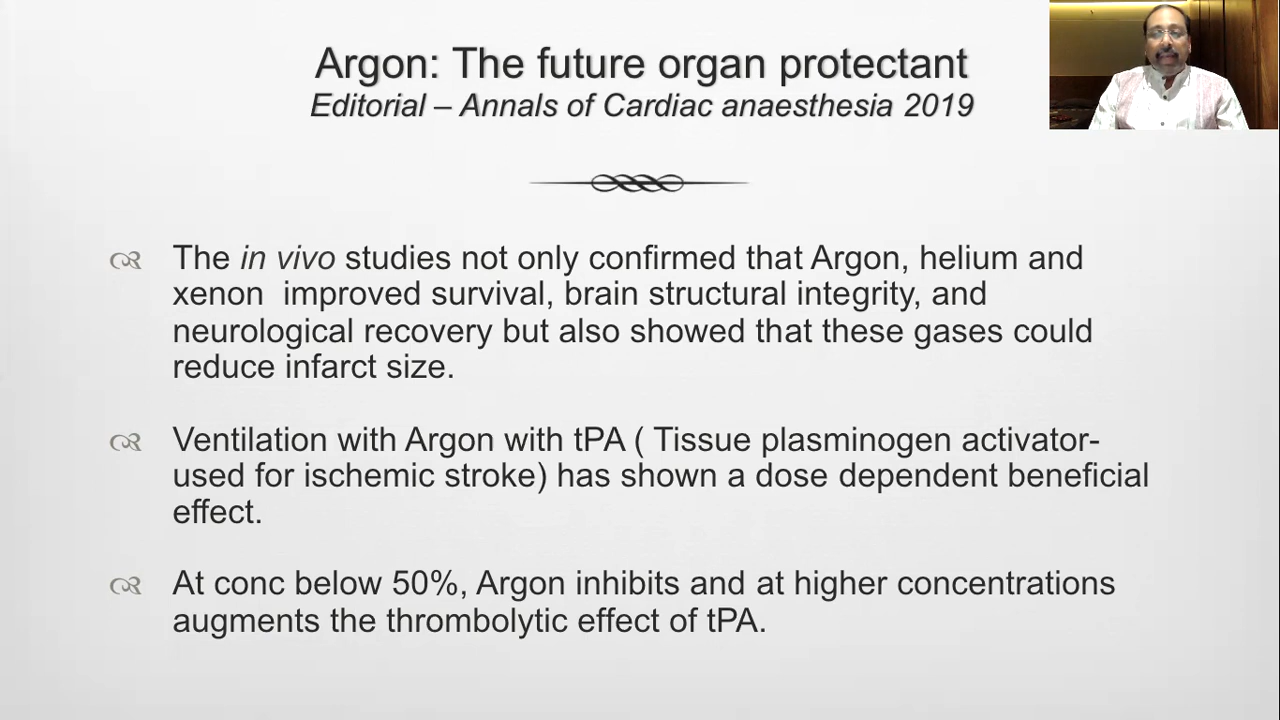 Argon: The future organ protectant
Editorial – Annals of Cardiac anaesthesia 2019
The in vivo studies not only confirmed that Argon, helium and
xenon  improved survival, brain structural integrity, and
neurological recovery but also showed that these gases could
reduce infarct size.
Ventilation with Argon with tPA ( Tissue plasminogen activator-
used for ischemic stroke) has shown a dose dependent beneficial
effect.
At conc below 50%, Argon inhibits and at higher concentrations
augments the thrombolytic effect of tPA.